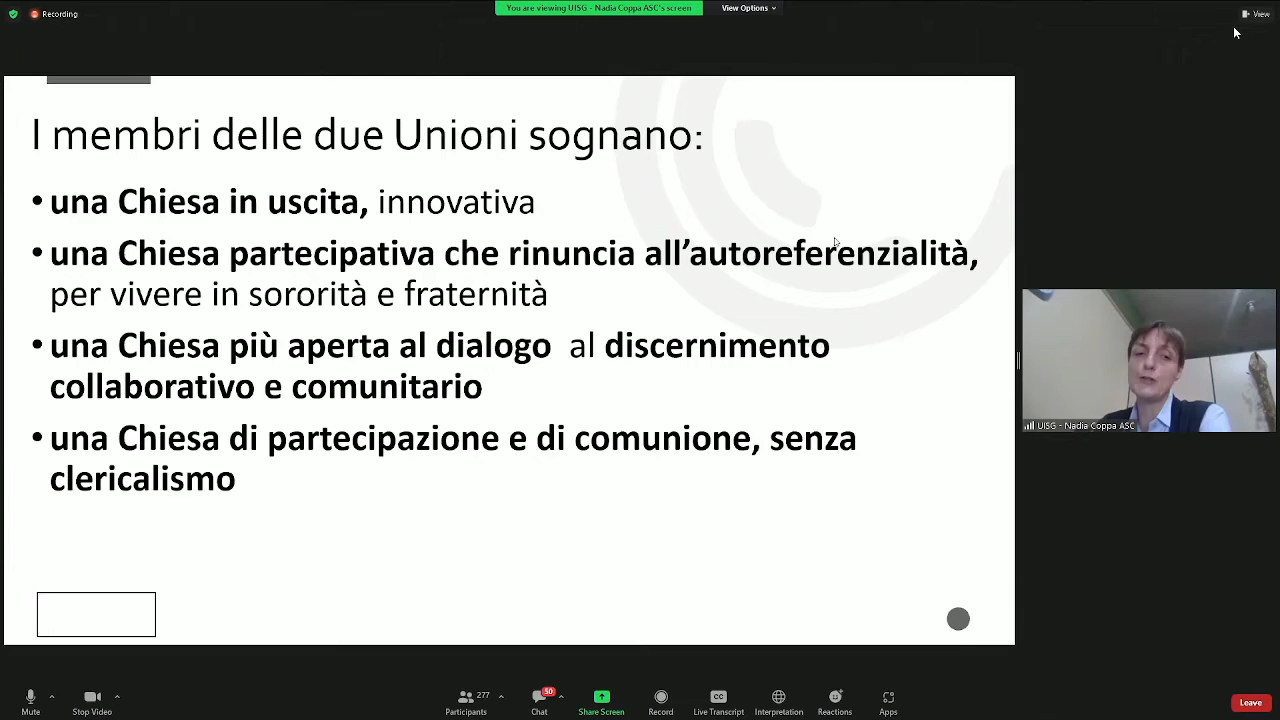 Recording
You are viewing UISG - Nadia Coppa ASC's screen
View Options
View
I membri delle due Unioni sognano:
• una Chiesa in uscita, innovativa
• una Chiesa partecipativa che rinuncia all’autoreferenzialità,
per vivere in sororità e fraternità
• una Chiesa più aperta al dialogo al discernimento
collaborativo e comunitario
• una Chiesa di partecipazione e di comunione, senza
clericalismo
UISG - Nadia Coppa ASC
Mute
Stop Video
277
Participants
50
Chat
Share Screen
Record
CC
Live Transcript
Interpretation
Reactions
Apps
Leave